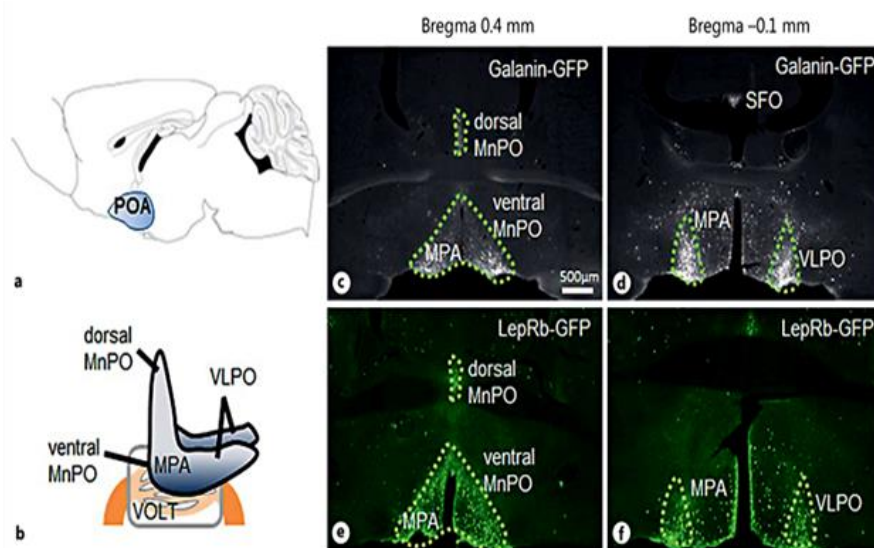 Bregma 0.4 mm
Bregma –0.1 mm
POA
a
Galanin-GFP
dorsal
MnPO
ventral
MnPO
MPA
c
500μm
Galanin-GFP
SFO
MPA
VLPO
d
dorsal
MnPO
VLPO
ventral
MnPO
MPA
VOLT
b
LepRb-GFP
dorsal
MnPO
ventral
MnPO
MPA
e
LepRb-GFP
MPA
VLPO
f